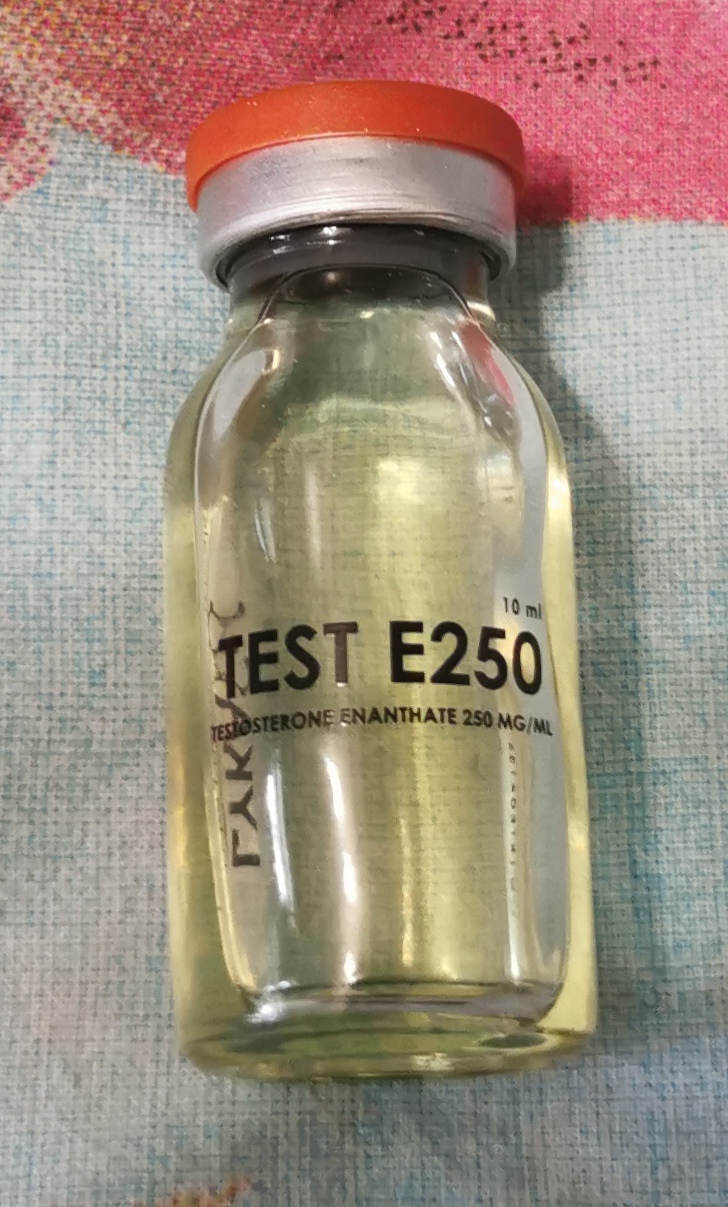 10 ml
TEST E250
TESTOSTERONE ENANTHATE 250 MG/ML